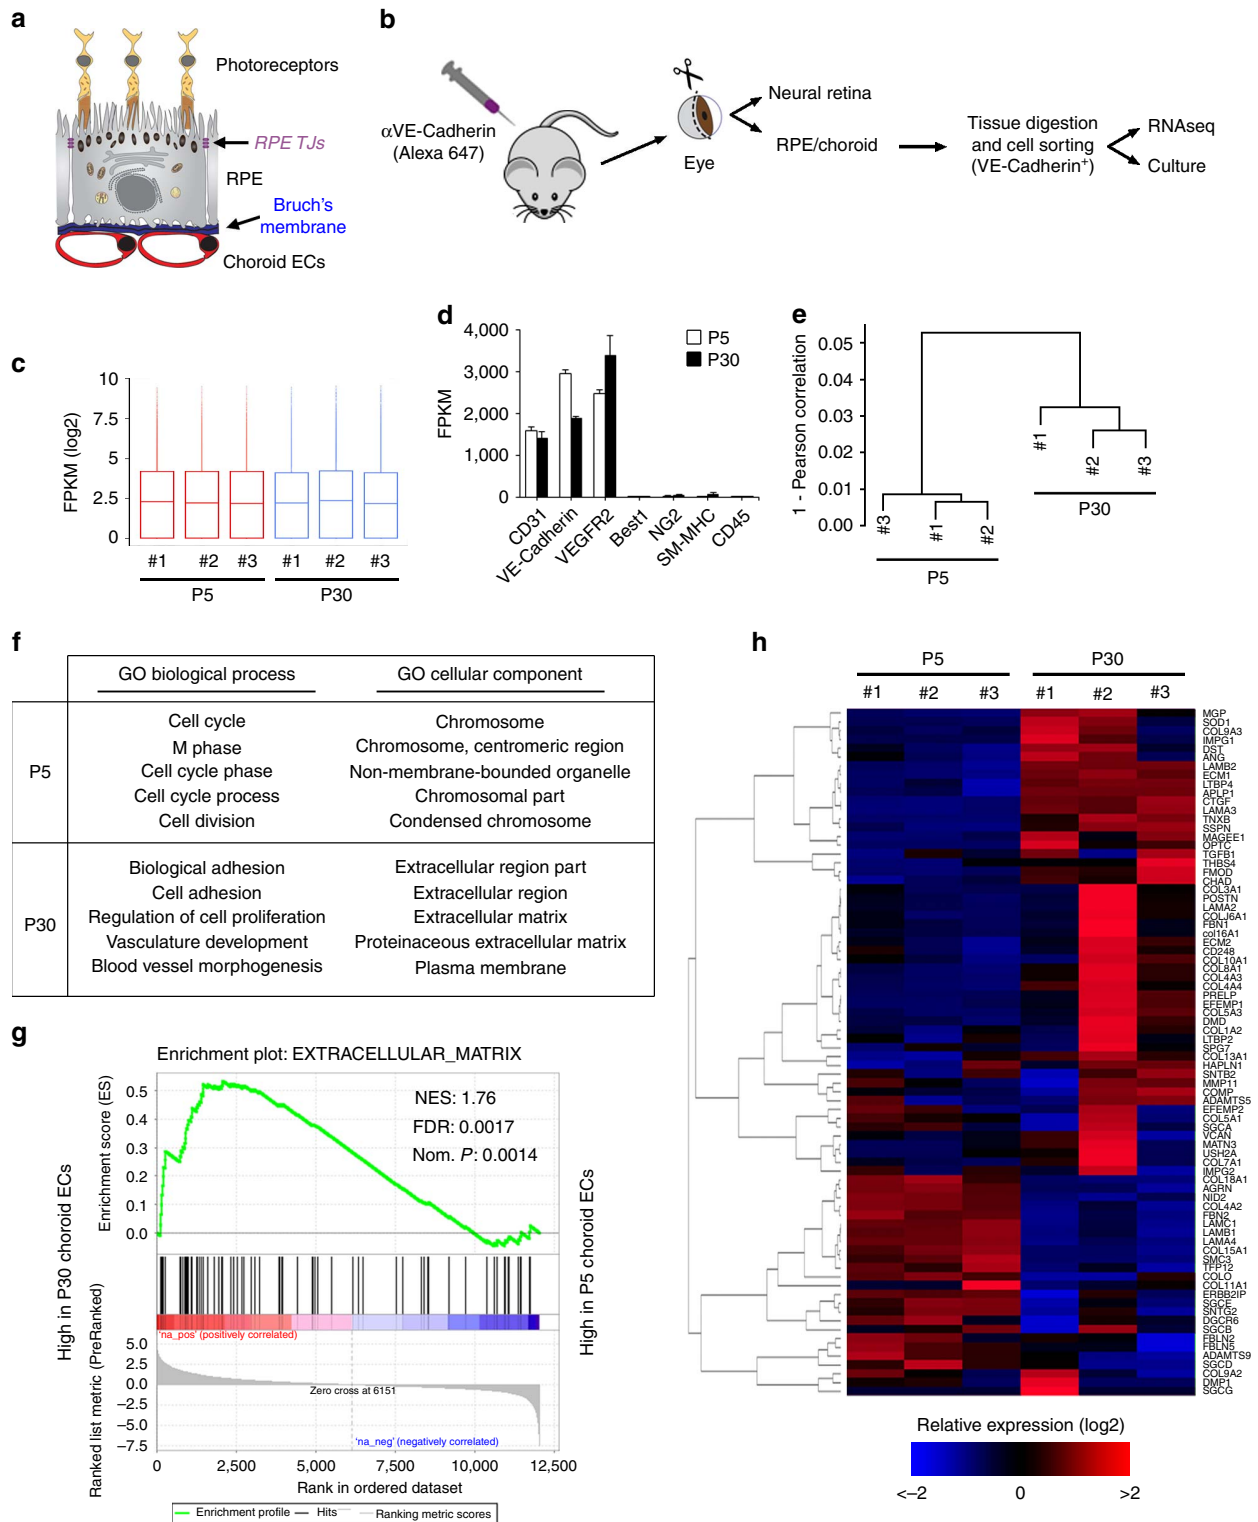 a
Photoreceptors
RPE TJs
RPE
Bruch's
membrane
Choroid ECs
b
αVE-Cadherin
(Alexa 647)
Eye
Neural retina
RPE/choroid
Tissue digestion
and cell sorting
(VE-Cadherin+)
RNAseq
Culture
c
FPKM (log2)
10
7.5
5
2.5
0
#1 #2 #3 #1 #2 #3
P5 P30
d
FPKM
4,000
3,000
2,000
1,000
0
P5
P30
CD31
VE-Cadherin
VEGFR2
Best1
NG2
SM-MHC
CD45
e
1 - Pearson correlation
0.05
0.04
0.03
0.02
0.01
0.00
#3 #1 #2
P5
#1 #2 #3
P30
f
GO biological process GO cellular component
P5
Cell cycle Chromosome
M phase Chromosome, centromeric region
Cell cycle phase Non-membrane-bounded organelle
Cell cycle process Chromosomal part
Cell division Condensed chromosome
P30
Biological adhesion Extracellular region part
Cell adhesion Extracellular region
Regulation of cell proliferation Extracellular matrix
Vasculature development Proteinaceous extracellular matrix
Blood vessel morphogenesis Plasma membrane
g
Enrichment plot: EXTRACELLULAR_MATRIX
High in P30 choroid ECs
High in P5 choroid ECs
Enrichment score (ES)
0.5
0.4
0.3
0.2
0.1
0.0
NES: 1.76
FDR: 0.0017
Nom. P: 0.0014
'na_pos' (positively correlated)
Ranked list metric (PreRanked)
5.0
2.5
0.0
−2.5
−5.0
−7.5
Zero cross at 6151
'na_neg' (negatively correlated)
0 2,500 5,000 7,500 10,000 12,500
Rank in ordered dataset
Enrichment profile Hits Ranking metric scores
h
P5 P30
#1 #2 #3 #1 #2 #3
MGP
SOD1
COL9A3
IMPG1
DST
ANG
LAMB2
ECM1
LTBP4
APLP1
CTGF
LAMA3
TNXB
SSPN
MAGEE1
OPTC
TGFB1
THBS4
FMOD
CHAD
COL3A1
POSTN
LAMA2
COLJ6A1
FBN1
col16A1
ECM2
CD248
COL10A1
COL8A1
COL4A3
COL4A4
PRELP
EFEMP1
COL5A3
DMD
COL1A2
LTBP2
SPG7
COL13A1
HAPLN1
SNTB2
MMP11
COMP
ADAMTS5
EFEMP2
COL5A1
SGCA
VCAN
MATN3
USH2A
COL7A1
IMPG2
COL18A1
AGRN
NID2
COL4A2
FBN2
LAMC1
LAMB1
LAMA4
COL15A1
SMC3
TFP12
COLO
COL11A1
ERBB2IP
SGCE
SNTG2
DGCR6
SGCB
FBLN2
FBLN5
ADAMTS9
SGCD
COL9A2
DMP1
SGCG
Relative expression (log2)
<−2 0 >2